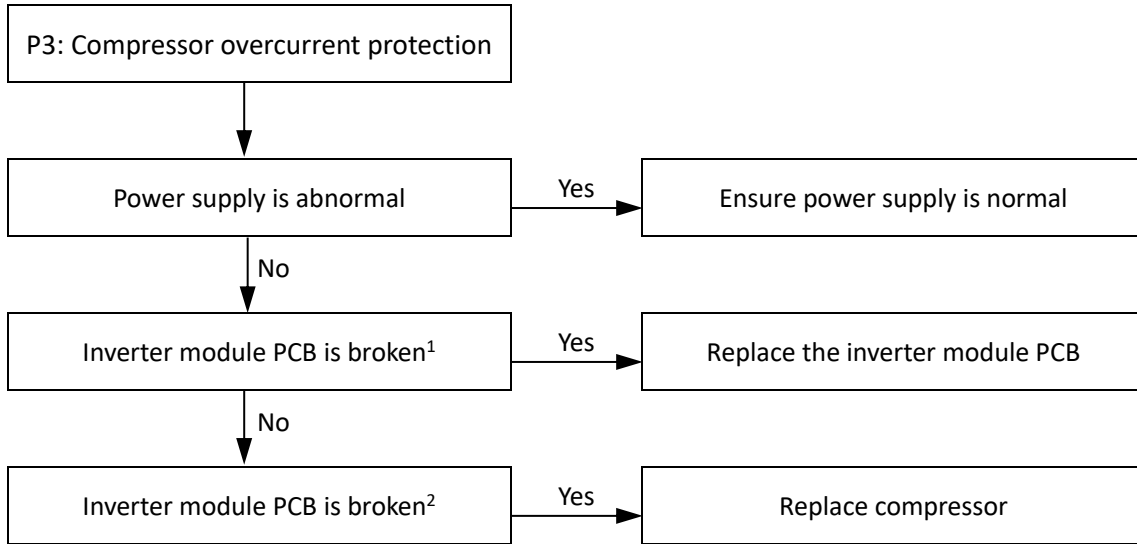 P3: Compressor overcurrent protection
Power supply is abnormal
Yes
Ensure power supply is normal
No
Inverter module PCB is broken¹
Yes
Replace the inverter module PCB
No
Inverter module PCB is broken²
Yes
Replace compressor